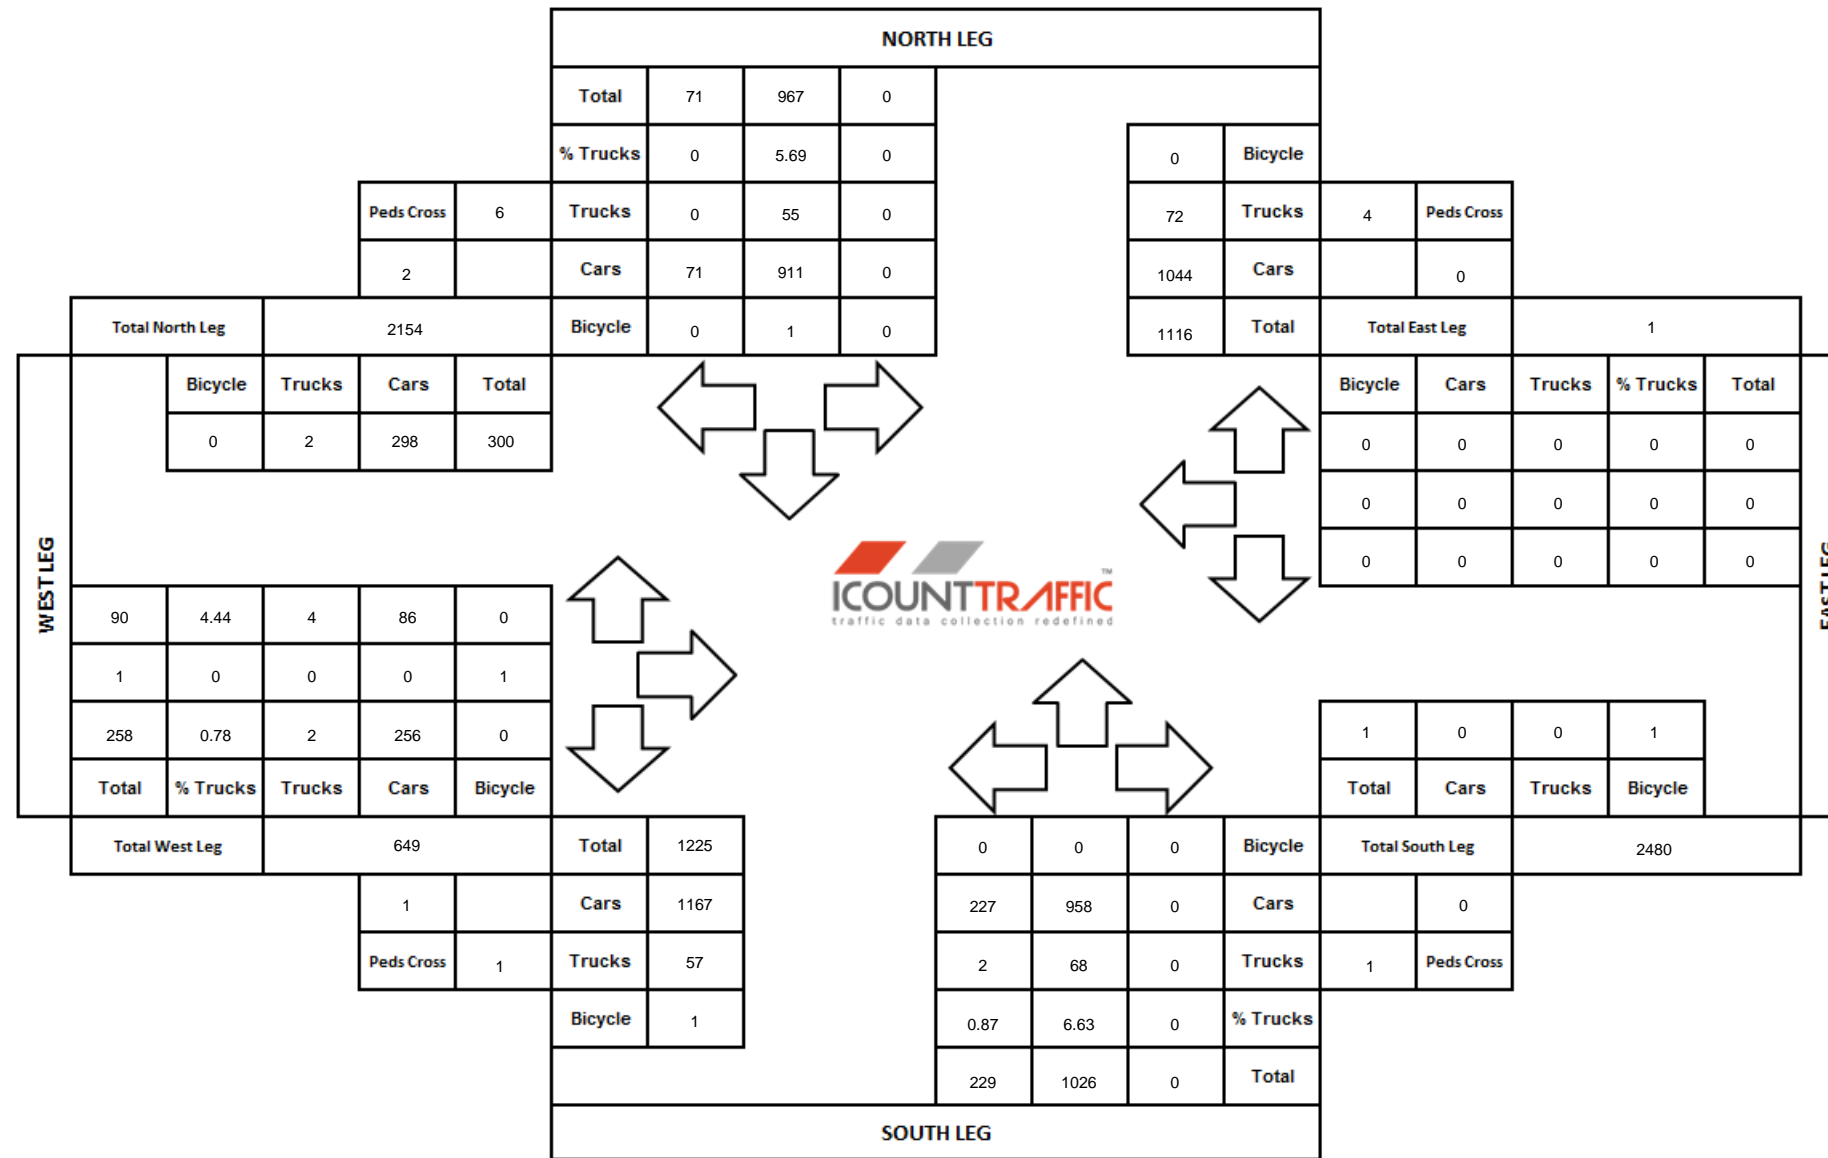 NORTH LEG
Total 71 967 0
% Trucks 0 5.69 0
0 Bicycle
Peds Cross 6 Trucks 0 55 0
72 Trucks 4 Peds Cross
2 Cars 71 911 0
1044 Cars 0
Total North Leg 2154 Bicycle 0 1 0
1116 Total Total East Leg 1
Bicycle Trucks Cars Total
0 2 298 300
Bicycle Cars Trucks % Trucks Total
0 0 0 0 0
0 0 0 0 0
0 0 0 0 0
WEST LEG
EAST LEG
ICOUNTTRAFFIC™
traffic data collection redefined
90 4.44 4 86 0
1 0 0 0 1
258 0.78 2 256 0
Total % Trucks Trucks Cars Bicycle
1 0 0 1
Total Cars Trucks Bicycle
Total West Leg 649 Total 1225
0 0 0 Bicycle Total South Leg 2480
1 Cars 1167
227 958 0 Cars 0
Peds Cross 1 Trucks 57
2 68 0 Trucks 1 Peds Cross
Bicycle 1
0.87 6.63 0 % Trucks
229 1026 0 Total
SOUTH LEG